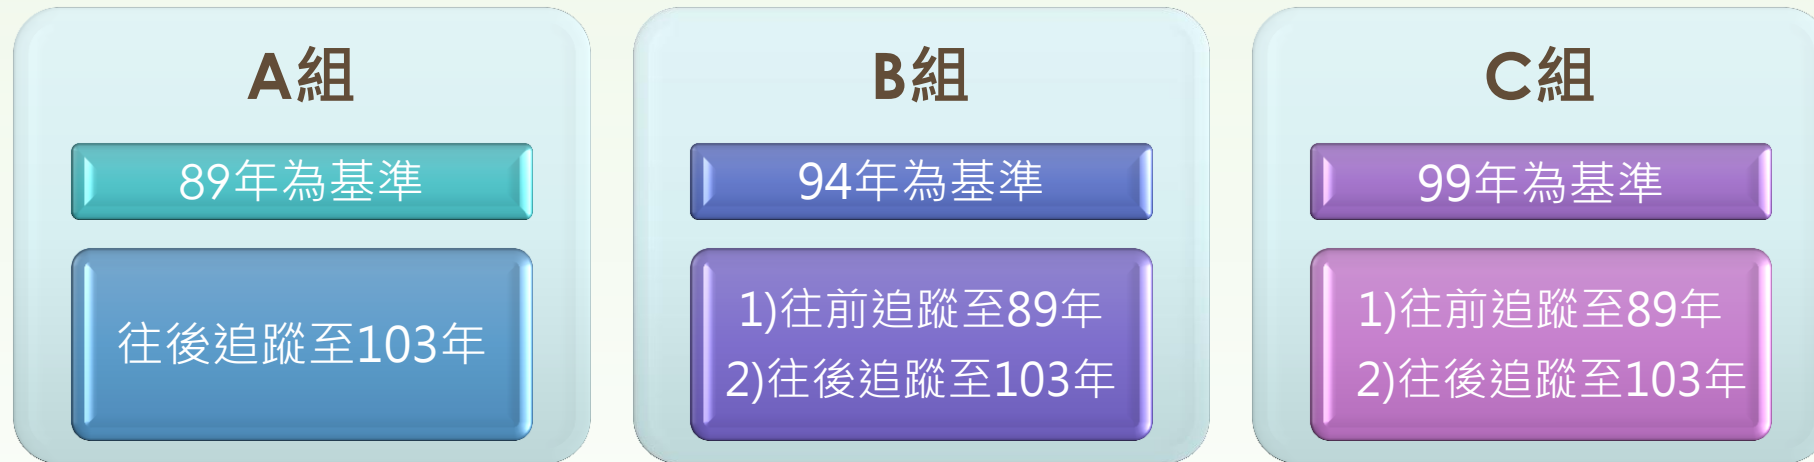 A組
89年為基準
往後追蹤至103年
B組
94年為基準
1)往前追蹤至89年
2)往後追蹤至103年
C組
99年為基準
1)往前追蹤至89年
2)往後追蹤至103年